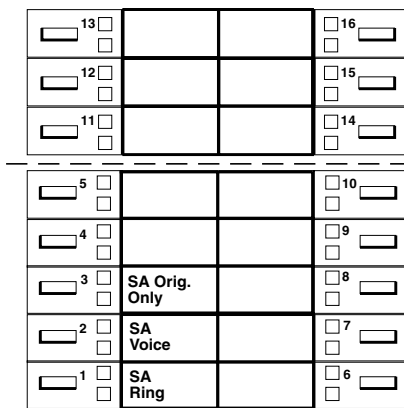 13 16
12 15
11 14
5 10
4 9
3 SA Orig. 8
Only
2 SA 7
Voice
1 SA 6
Ring